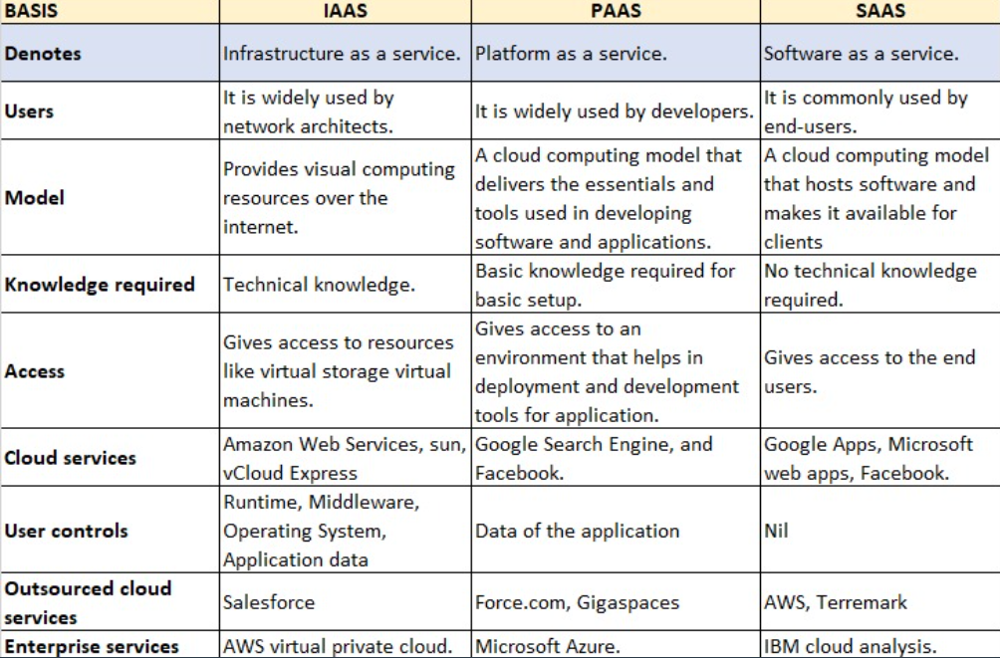 BASIS IAAS PAAS SAAS
Denotes Infrastructure as a service. Platform as a service. Software as a service.
Users
It is widely used by
network architects.
It is widely used by developers.
It is commonly used by
end-users.
Model
Provides visual computing
resources over the
internet.
A cloud computing model that
delivers the essentials and
tools used in developing
software and applications.
A cloud computing model
that hosts software and
makes it available for
clients
Knowledge required
Technical knowledge.
Basic knowledge required for
basic setup.
No technical knowledge
required.
Access
Gives access to resources
like virtual storage virtual
machines.
Gives access to an
environment that helps in
deployment and development
tools for application.
Gives access to the end
users.
Cloud services
Amazon Web Services, sun,
vCloud Express
Google Search Engine, and
Facebook.
Google Apps, Microsoft
web apps, Facebook.
User controls
Runtime, Middleware,
Operating System,
Application data
Data of the application
Nil
Outsourced cloud
services
Salesforce
Force.com, Gigaspaces
AWS, Terremark
Enterprise services AWS virtual private cloud. Microsoft Azure. IBM cloud analysis.